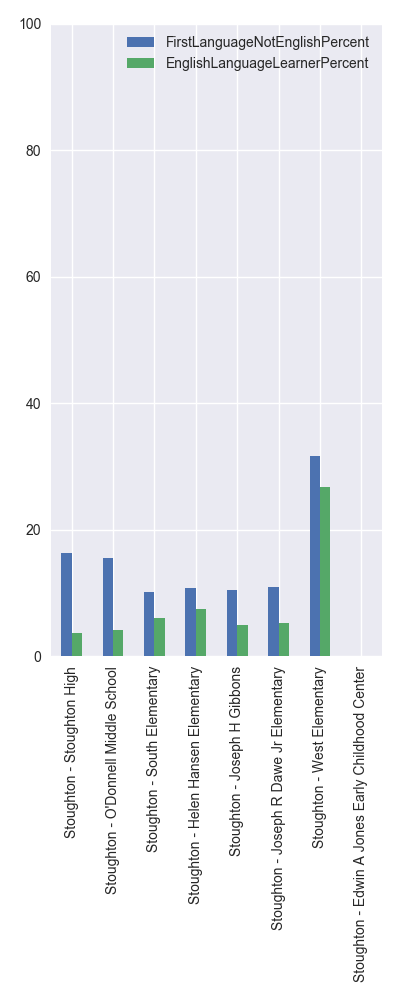 100
FirstLanguageNotEnglishPercent
EnglishLanguageLearnerPercent
80
60
40
20
0
Stoughton - Stoughton High
Stoughton - O'Donnell Middle School
Stoughton - South Elementary
Stoughton - Helen Hansen Elementary
Stoughton - Joseph H Gibbons
Stoughton - Joseph R Dawe Jr Elementary
Stoughton - West Elementary
Stoughton - Edwin A Jones Early Childhood Center